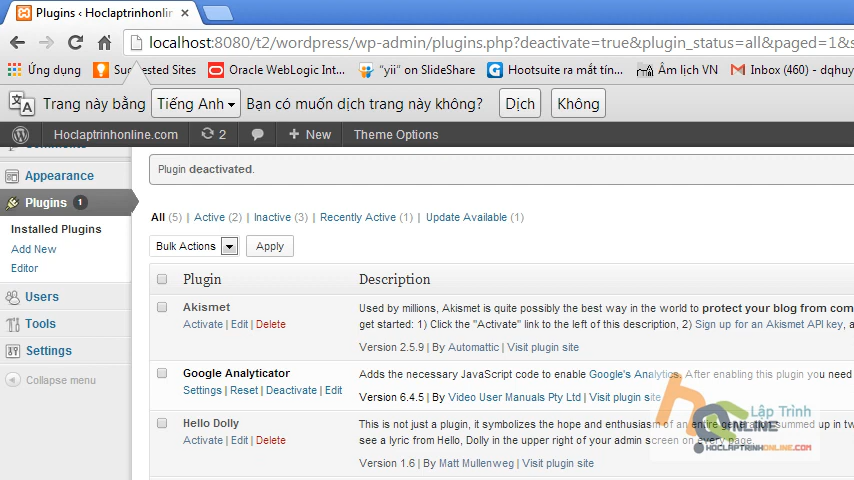 Plugins ‹ Hoclaptrinhonlin
localhost:8080/t2/wordpress/wp-admin/plugins.php?deactivate=true&plugin_status=all&paged=1&s
Ứng dụng Suggested Sites Oracle WebLogic Int... "yii" on SlideShare Hootsuite ra mắt tín... Âm lịch VN Inbox (460) - dqhuy
Trang này bằng Tiếng Anh Bạn có muốn dịch trang này không? Dịch Không
Hoclaptrinhonline.com 2 New Theme Options
Comments
Appearance
Plugins 1
Installed Plugins
Add New
Editor
Users
Tools
Settings
Collapse menu
Plugin deactivated.
All (5) | Active (2) | Inactive (3) | Recently Active (1) | Update Available (1)
Bulk Actions Apply
Plugin Description
Akismet Used by millions, Akismet is quite possibly the best way in the world to protect your blog from com
Activate | Edit | Delete get started: 1) Click the "Activate" link to the left of this description, 2) Sign up for an Akismet API key, a
Version 2.5.9 | By Automattic | Visit plugin site
Google Analyticator Adds the necessary JavaScript code to enable Google's Analytics. After enabling this plugin you need
Settings | Reset | Deactivate | Edit
Version 6.4.5 | By Video User Manuals Pty Ltd | Visit plugin site
Hello Dolly This is not just a plugin, it symbolizes the hope and enthusiasm of an entire generation summed up in tw
Activate | Edit | Delete see a lyric from Hello, Dolly in the upper right of your admin screen on every page.
Version 1.6 | By Matt Mullenweg | Visit plugin site
Lập Trình
ONLINE
HOCLAPTRINHONLINE.COM